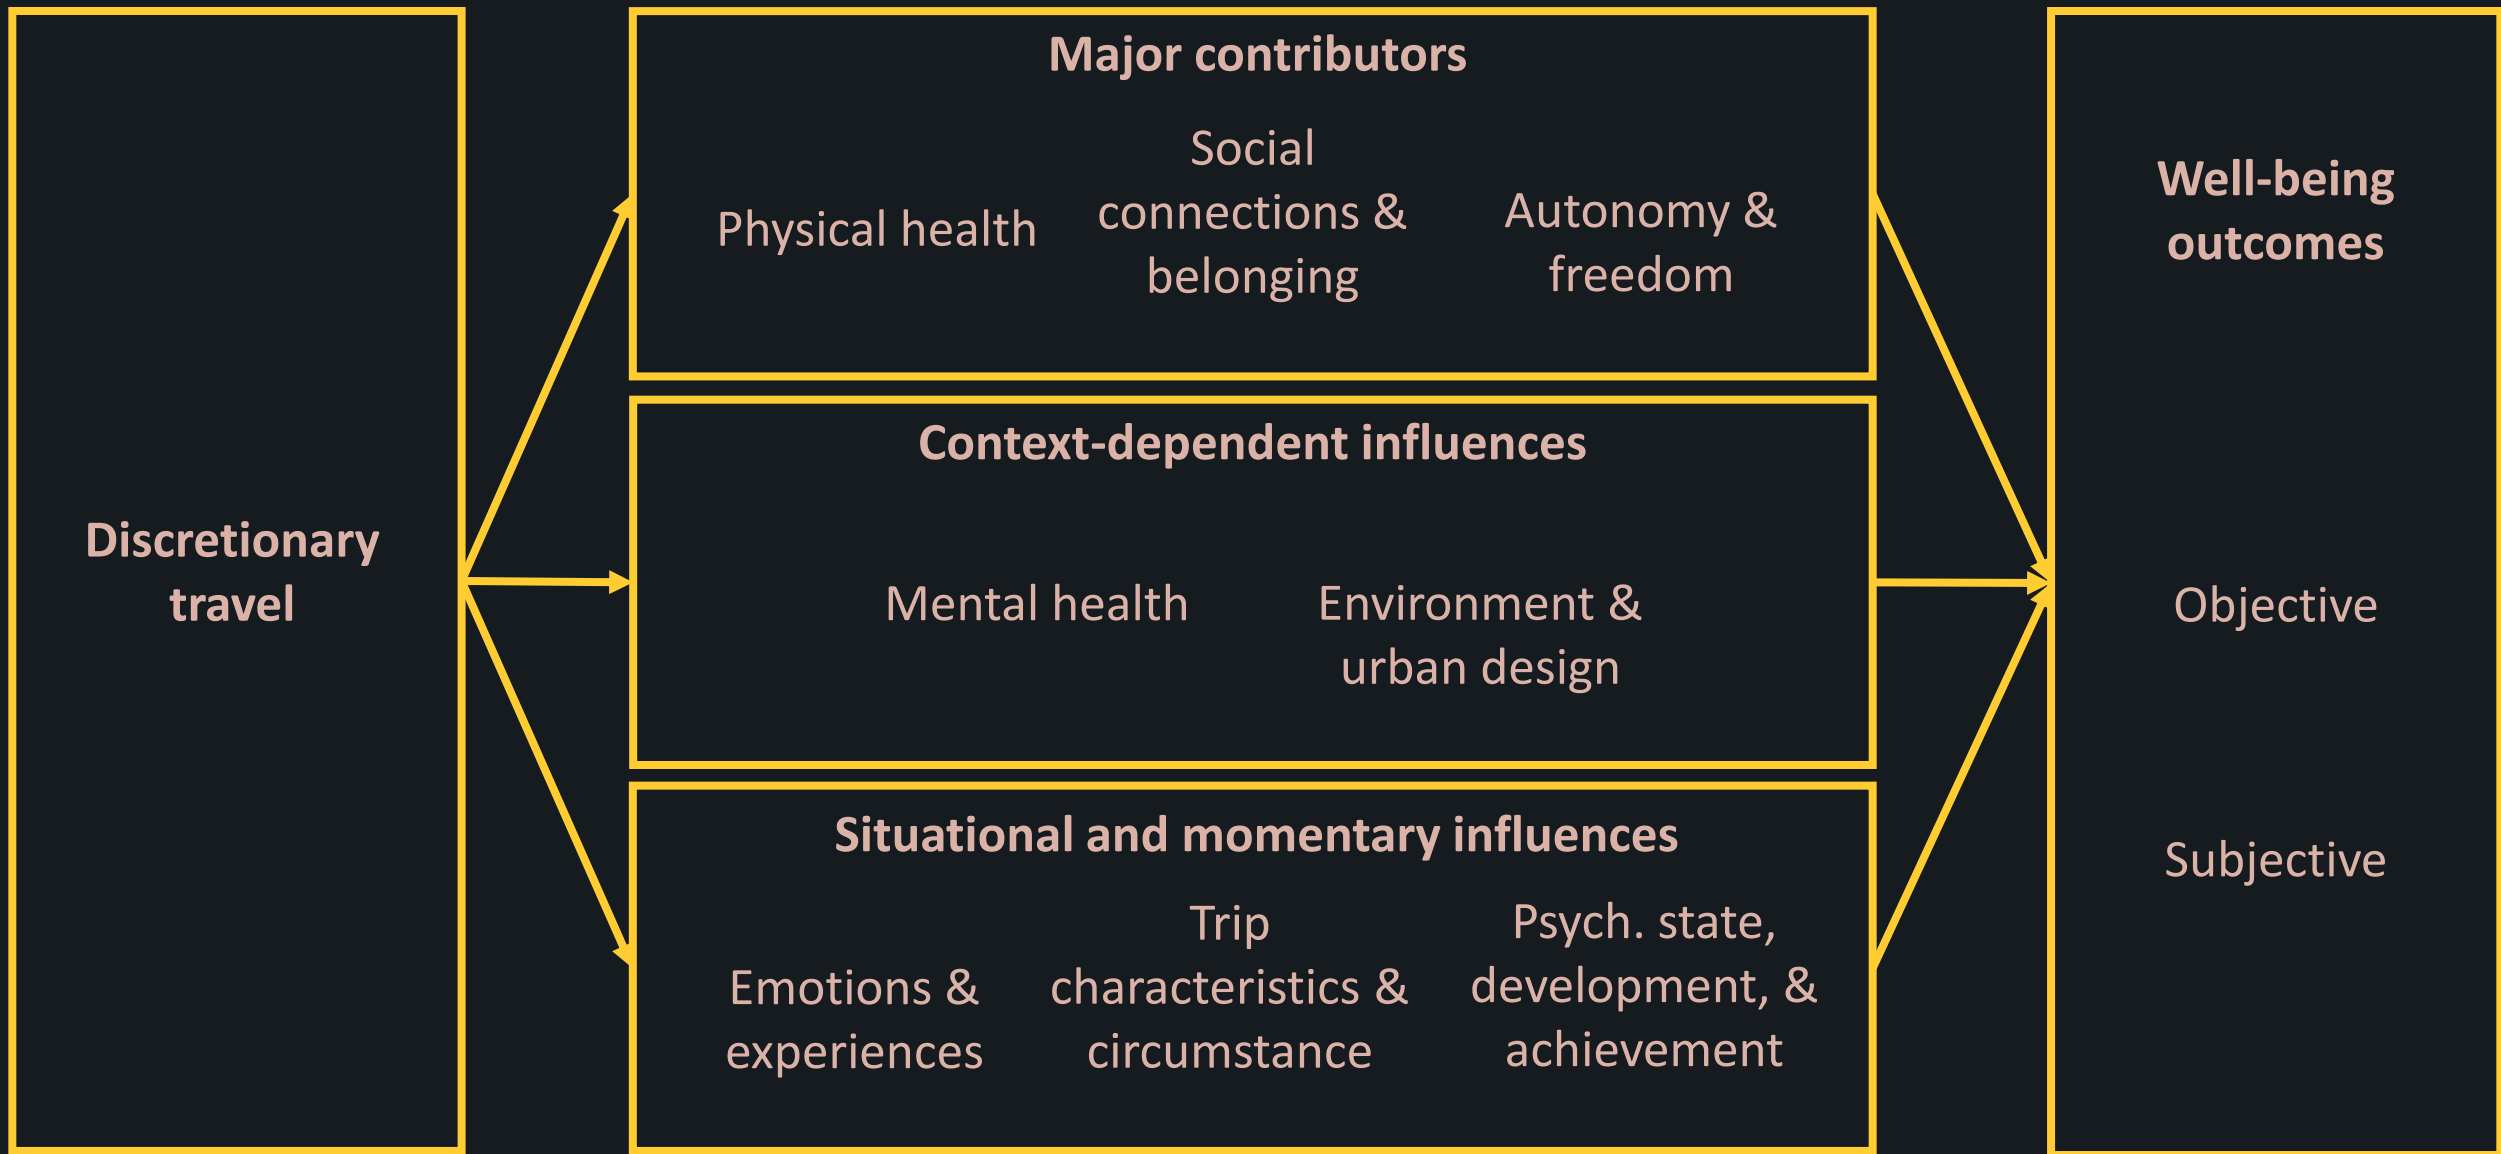 Discretionary
travel
Major contributors
Physical health
Social
connections &
belonging
Autonomy &
freedom
Context-dependent influences
Mental health
Environment &
urban design
Situational and momentary influences
Emotions &
experiences
Trip
characteristics &
circumstance
Psych. state,
development, &
achievement
Well-being
outcomes
Objective
Subjective